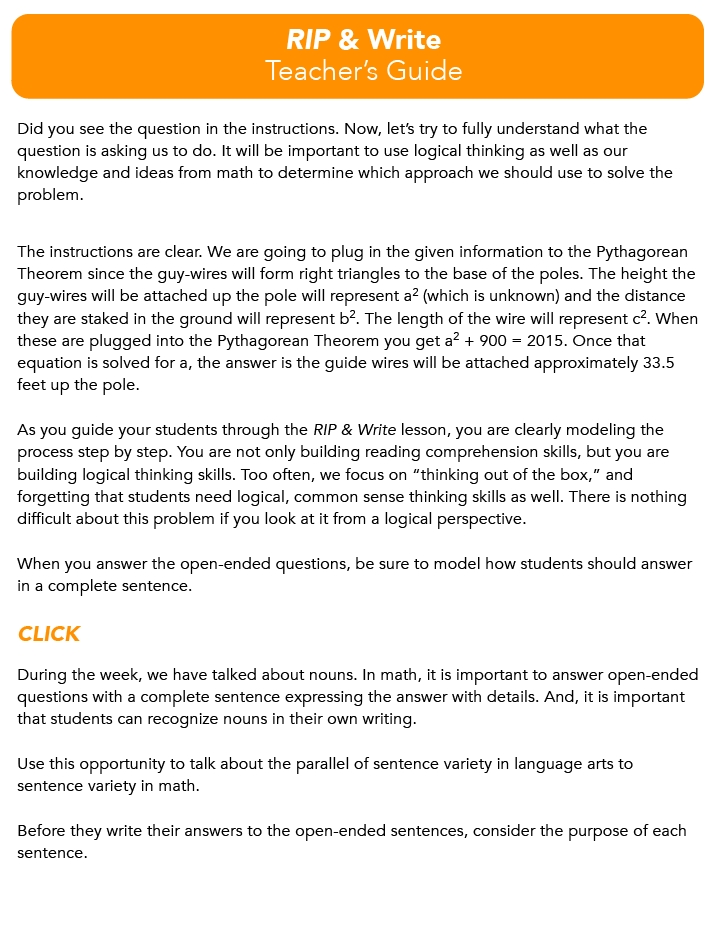 RIP & Write
Teacher’s Guide
Did you see the question in the instructions. Now, let’s try to fully understand what the
question is asking us to do. It will be important to use logical thinking as well as our
knowledge and ideas from math to determine which approach we should use to solve the
problem.
The instructions are clear. We are going to plug in the given information to the Pythagorean
Theorem since the guy-wires will form right triangles to the base of the poles. The height the
guy-wires will be attached up the pole will represent a² (which is unknown) and the distance
they are staked in the ground will represent b². The length of the wire will represent c². When
these are plugged into the Pythagorean Theorem you get a² + 900 = 2015. Once that
equation is solved for a, the answer is the guide wires will be attached approximately 33.5
feet up the pole.
As you guide your students through the RIP & Write lesson, you are clearly modeling the
process step by step. You are not only building reading comprehension skills, but you are
building logical thinking skills. Too often, we focus on “thinking out of the box,” and
forgetting that students need logical, common sense thinking skills as well. There is nothing
difficult about this problem if you look at it from a logical perspective.
When you answer the open-ended questions, be sure to model how students should answer
in a complete sentence.
CLICK
During the week, we have talked about nouns. In math, it is important to answer open-ended
questions with a complete sentence expressing the answer with details. And, it is important
that students can recognize nouns in their own writing.
Use this opportunity to talk about the parallel of sentence variety in language arts to
sentence variety in math.
Before they write their answers to the open-ended sentences, consider the purpose of each
sentence.